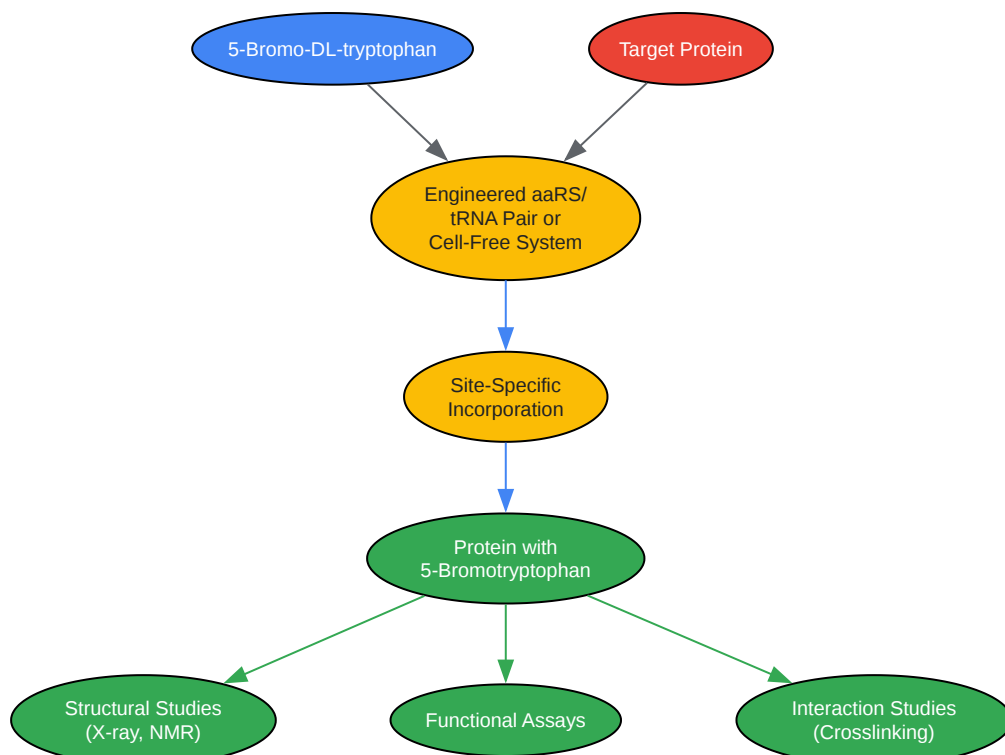 5-Bromo-DL-tryptophan
Target Protein
Engineered aaRS/
tRNA Pair or
Cell-Free System
Site-Specific
Incorporation
Protein with
5-Bromotryptophan
Structural Studies
(X-ray, NMR)
Functional Assays
Interaction Studies
(Crosslinking)